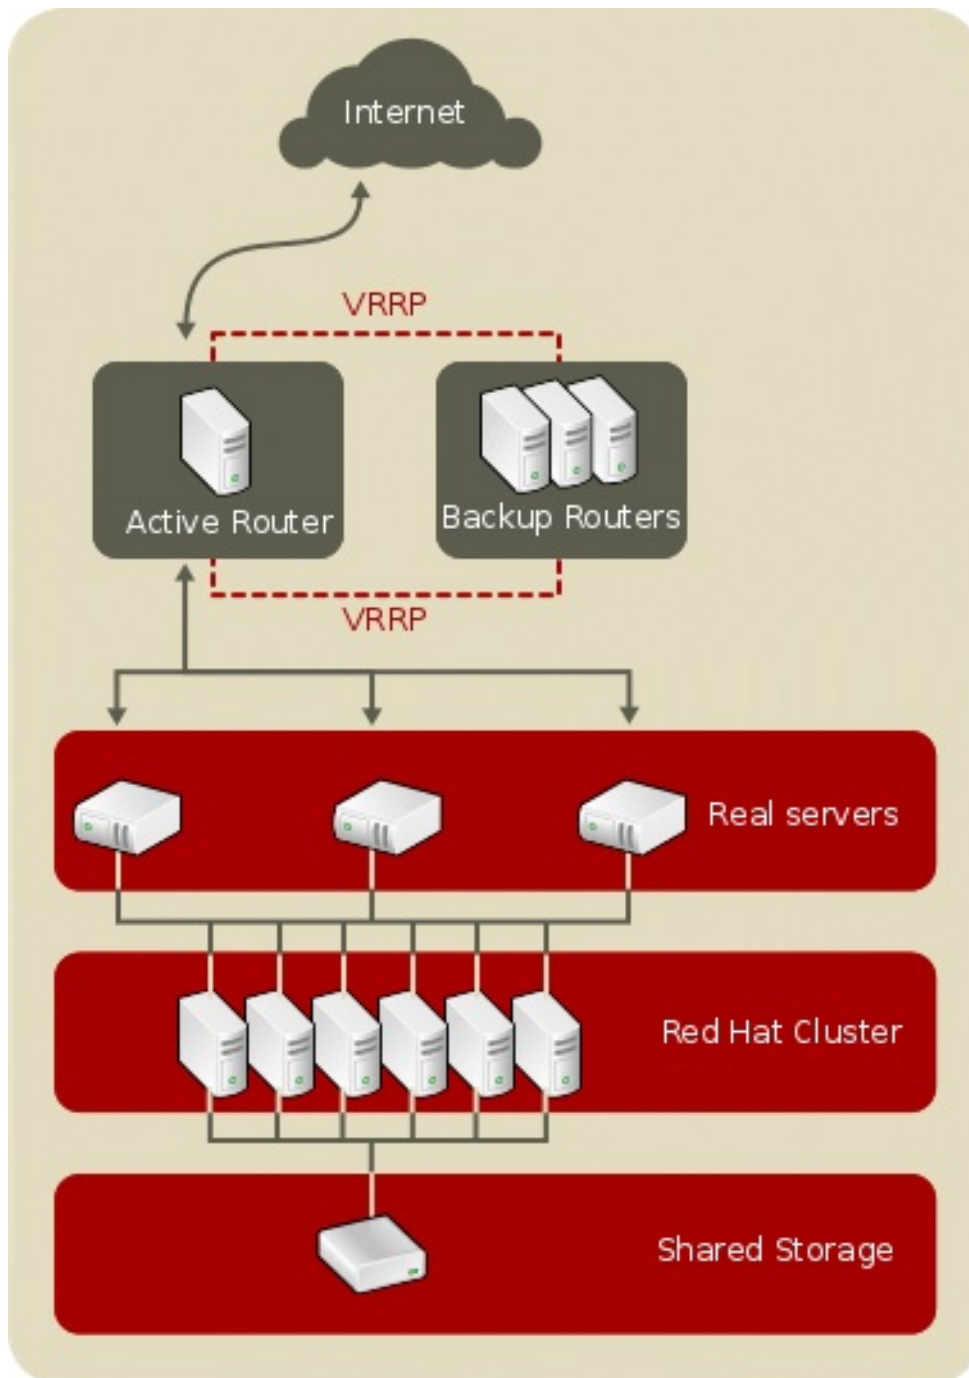 Internet
VRRP
Active Router
Backup Routers
VRRP
Real servers
Red Hat Cluster
Shared Storage